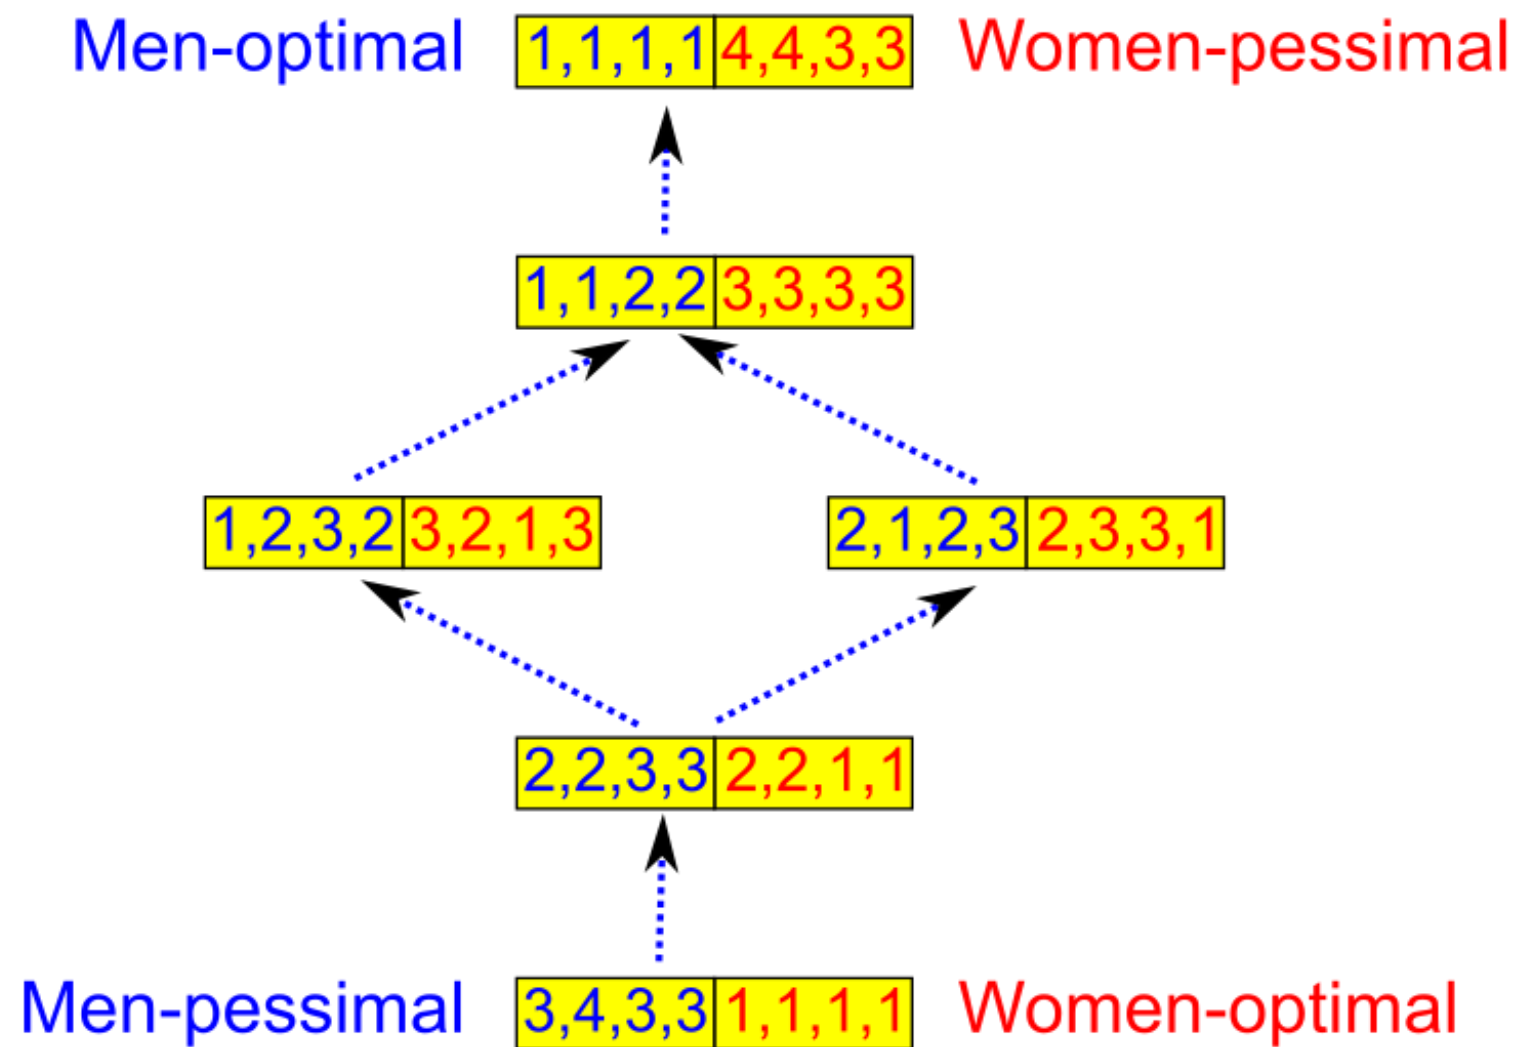 Men-optimal 1,1,1,1 4,4,3,3 Women-pessimal
1,1,2,2 3,3,3,3
1,2,3,2 3,2,1,3 2,1,2,3 2,3,3,1
2,2,3,3 2,2,1,1
Men-pessimal 3,4,3,3 1,1,1,1 Women-optimal